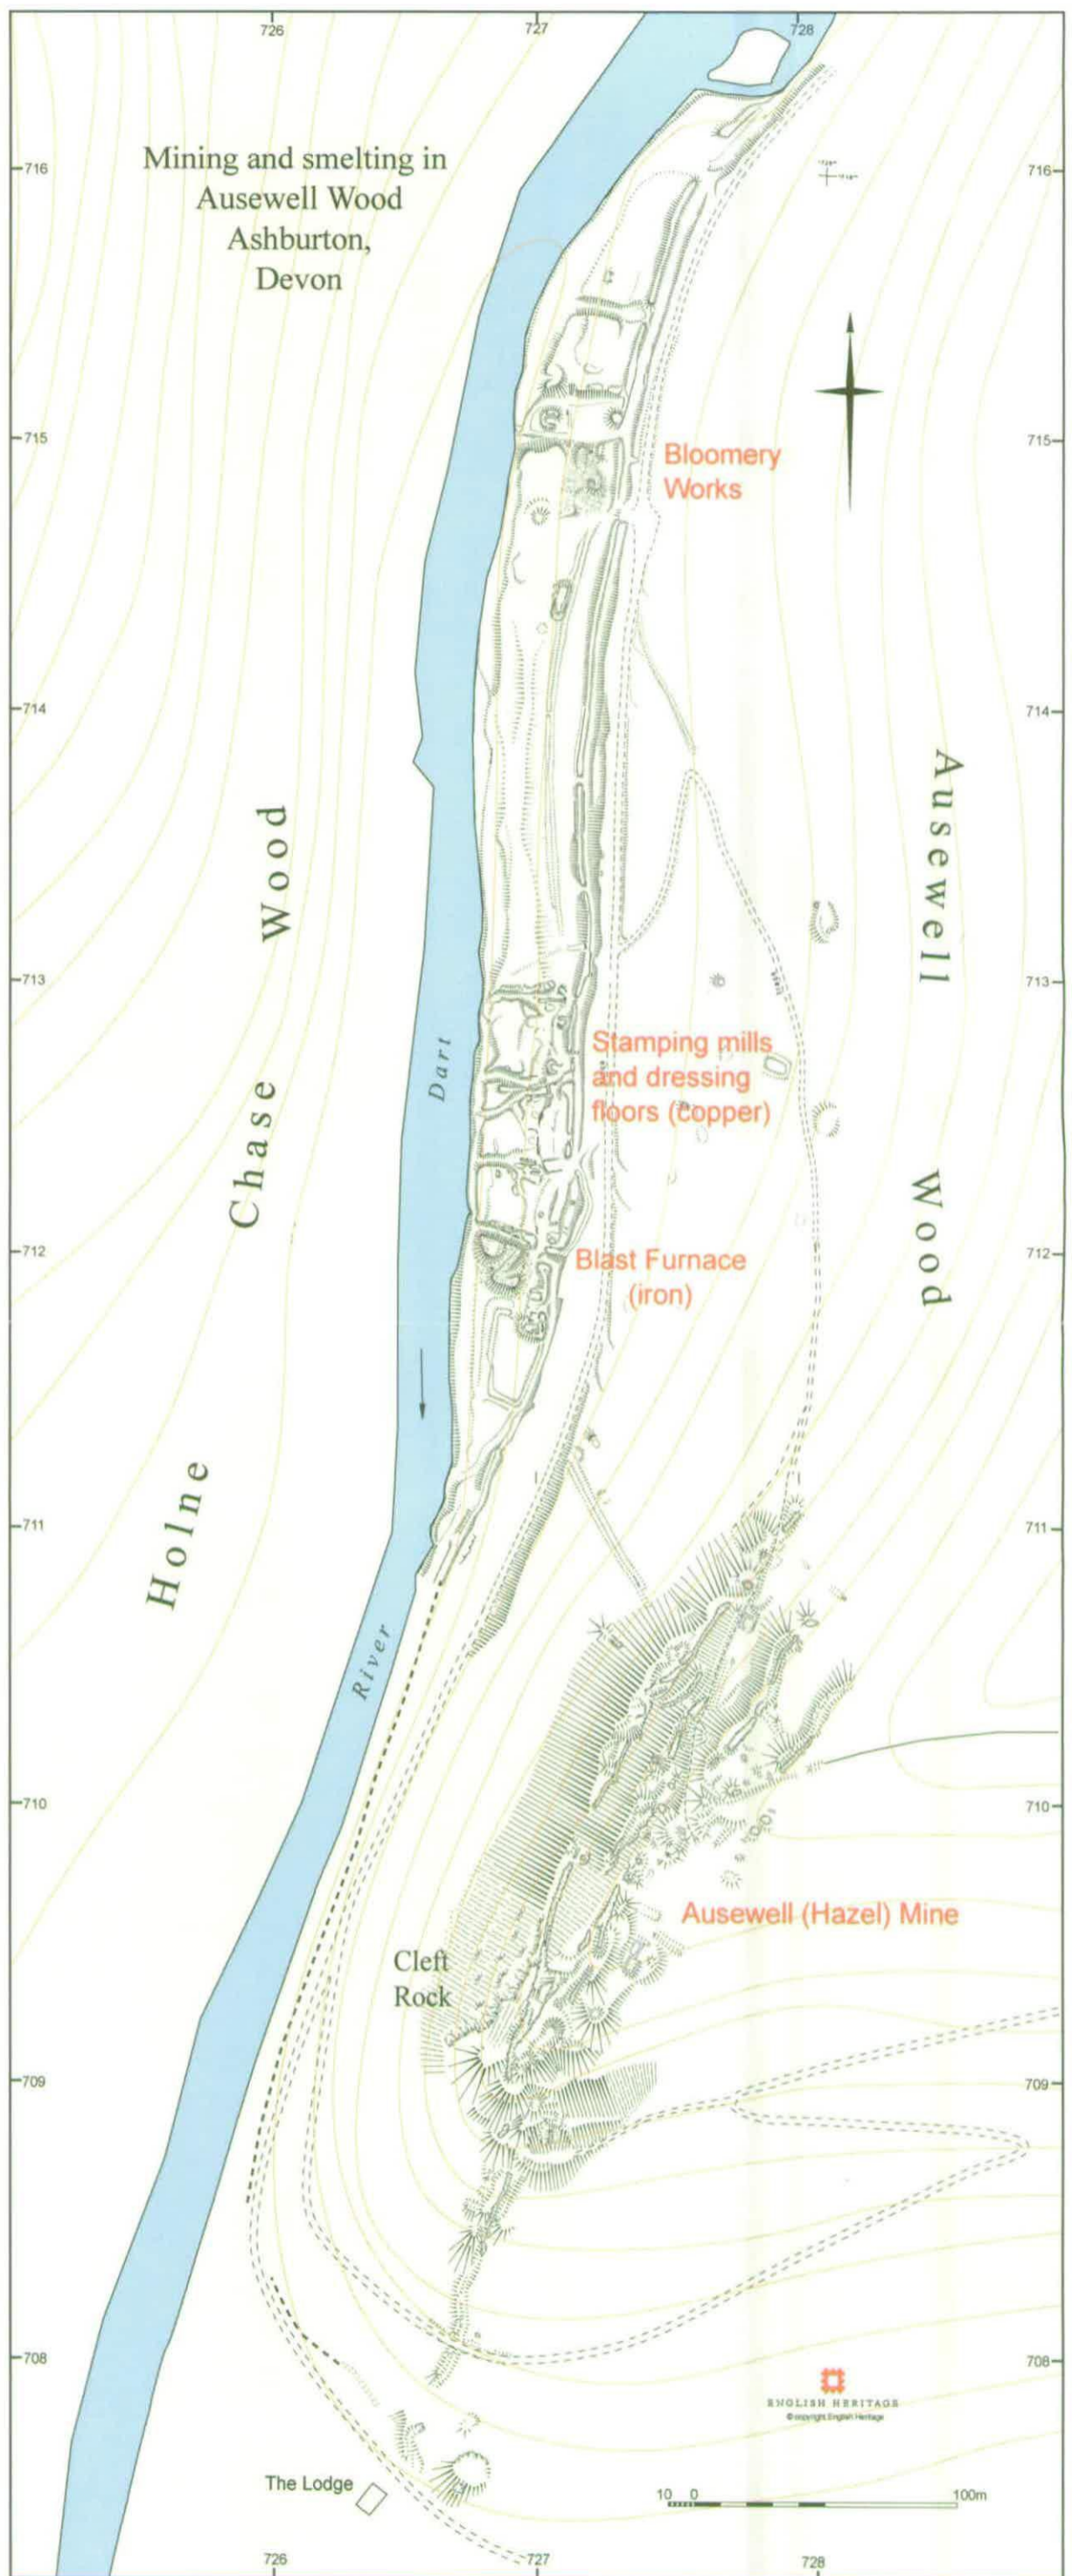 726
727
728
Mining and smelting in
Ausewell Wood
Ashburton,
Devon
716
716
715
715
Bloomery
Works
714
714
Holne Chase Wood
Ausewell Wood
713
713
River Dart
Stamping mills
and dressing
floors (copper)
712
712
Blast Furnace
(iron)
711
711
710
710
Ausewell (Hazel) Mine
Cleft
Rock
709
709
708
708
ENGLISH HERITAGE
© copyright English Heritage
The Lodge
10 0 100m
726
727
728